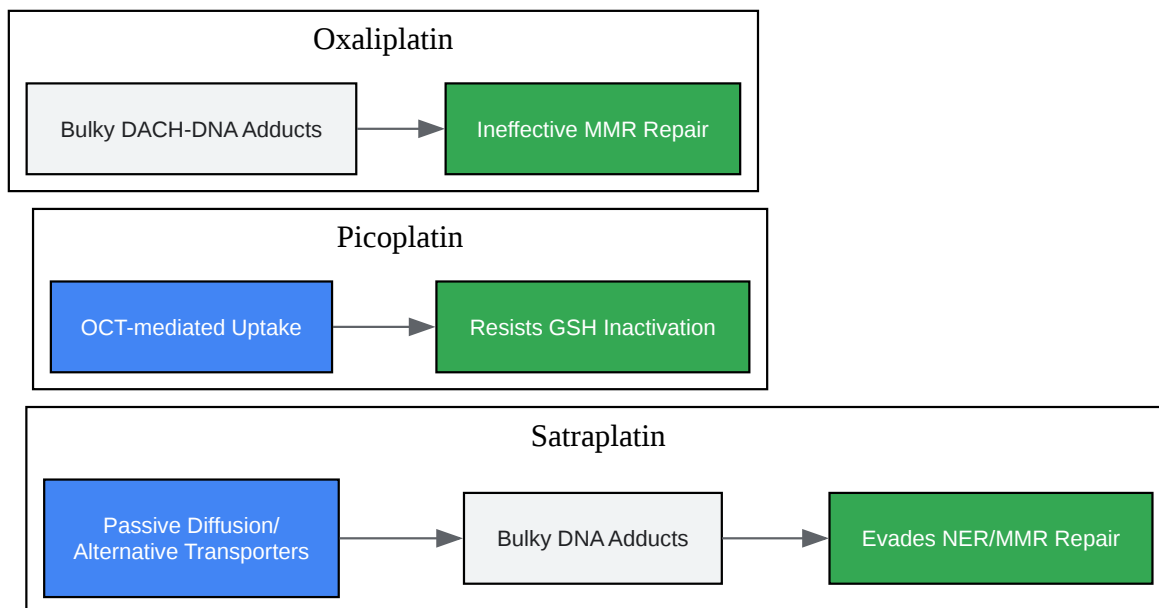 Oxaliplatin
Bulky DACH-DNA Adducts
Ineffective MMR Repair
Picoplatin
OCT-mediated Uptake
Resists GSH Inactivation
Satraplatin
Passive Diffusion/
Alternative Transporters
Bulky DNA Adducts
Evades NER/MMR Repair